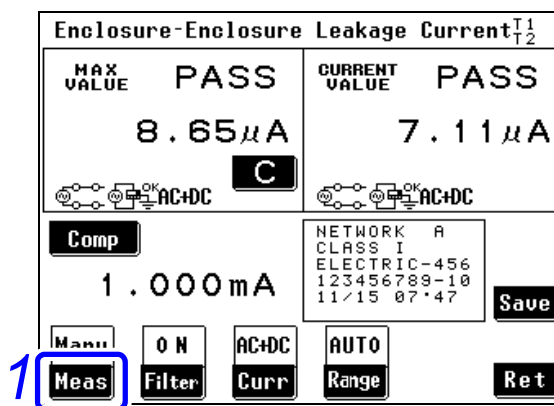 Enclosure-Enclosure Leakage Current T1 T2
MAX VALUE PASS
8.65μA
C
OK AC+DC
CURRENT VALUE PASS
7.11μA
OK AC+DC
Comp
1.000mA
NETWORK A
CLASS I
ELECTRIC-456
123456789-10
11/15 07:47
Save
Manu ON AC+DC AUTO
1 Meas Filter Curr Range Ret